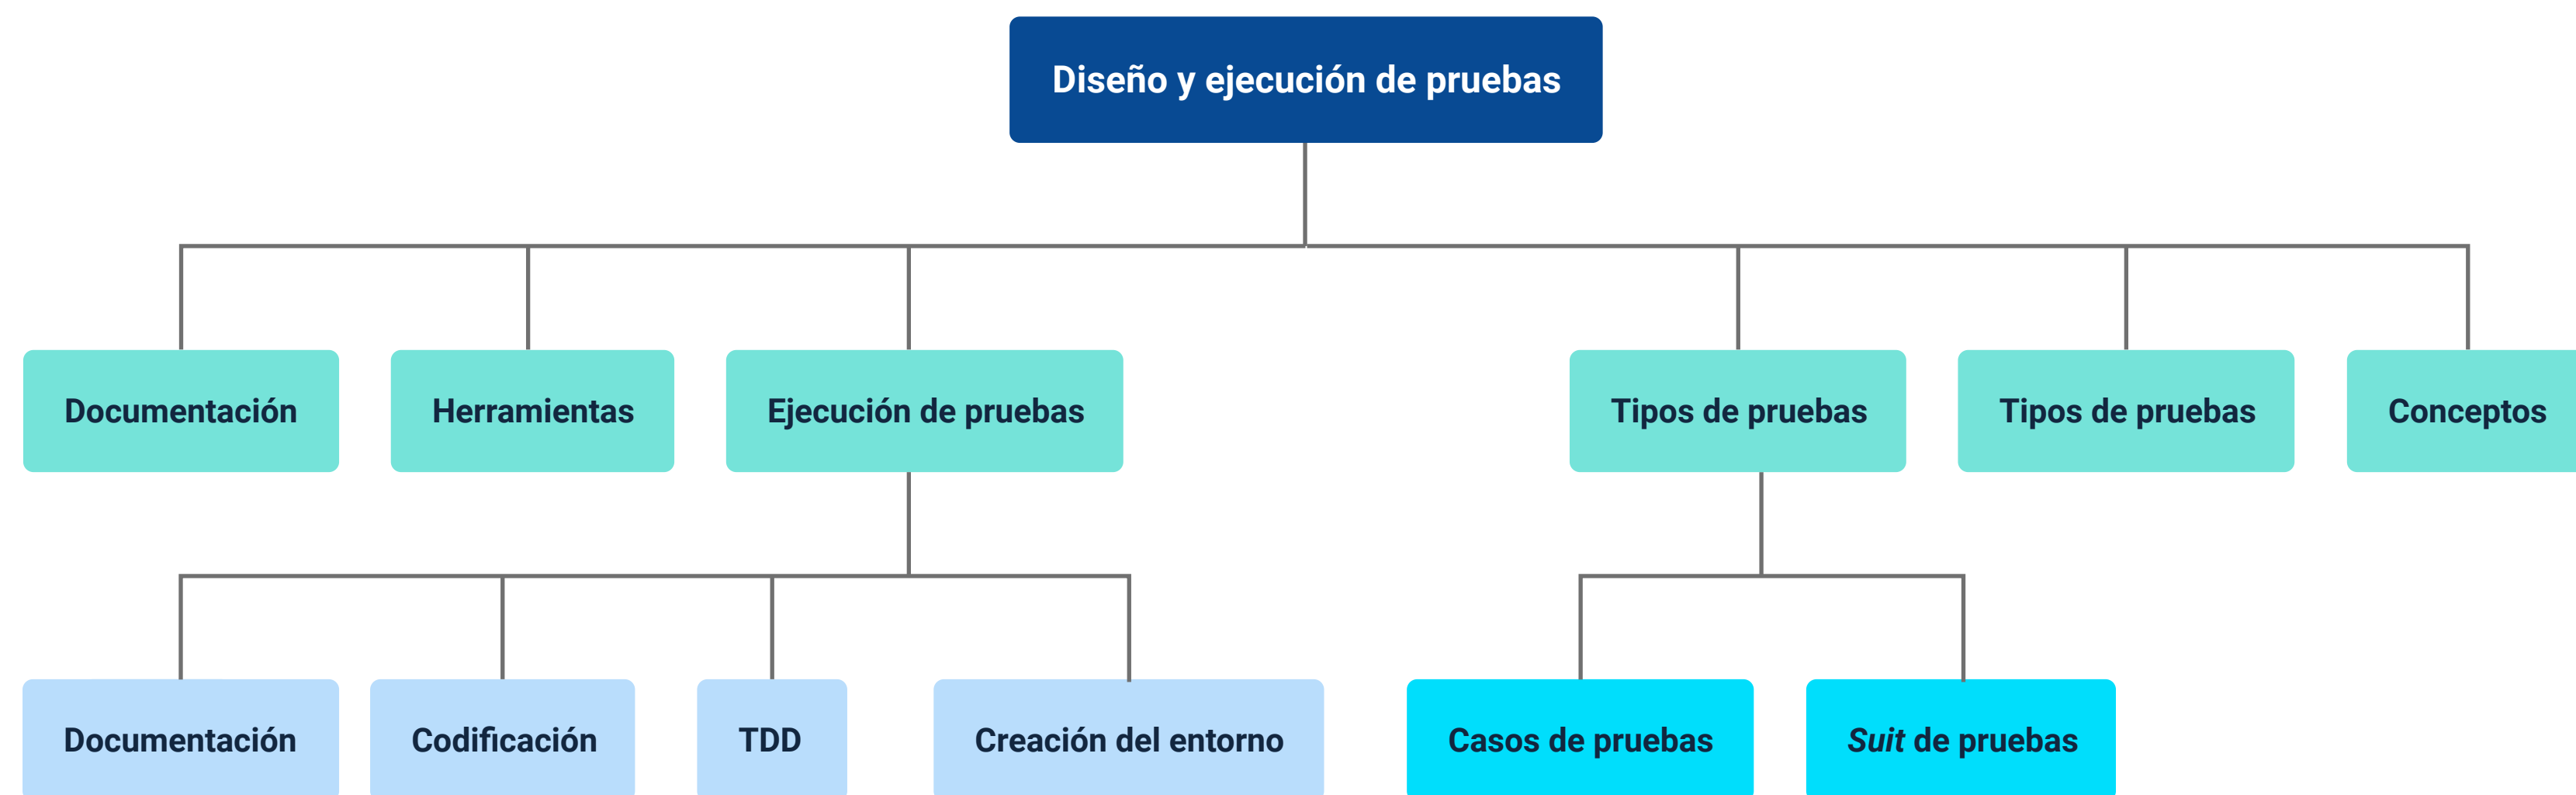 Diseño y ejecución de pruebas
Documentación
Herramientas
Ejecución de pruebas
Tipos de pruebas
Tipos de pruebas
Conceptos
Documentación
Codificación
TDD
Creación del entorno
Casos de pruebas
Suit de pruebas